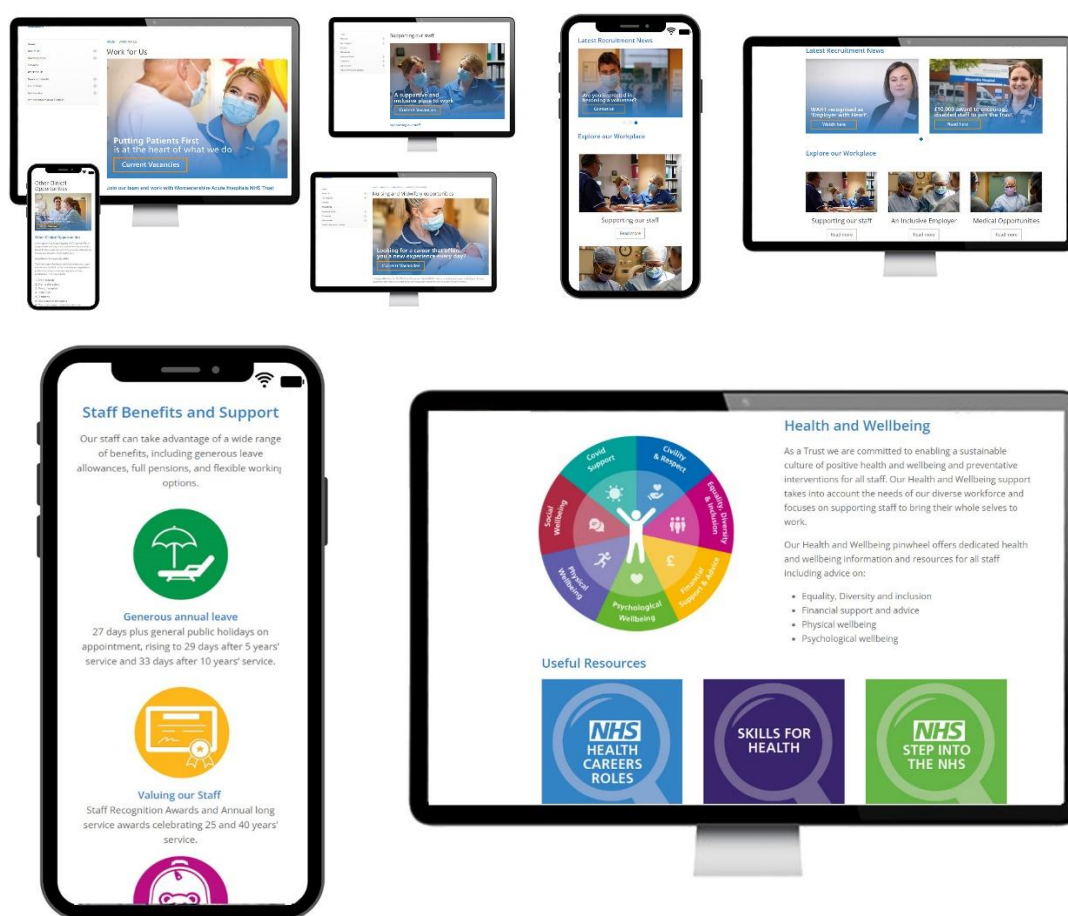 Work for Us
Putting Patients First
is at the heart of what we do
Current Vacancies
Join our team and work with Worcestershire Acute Hospitals NHS Trust
Other Clinical
Opportunities
Supporting our staff
A supportive and
inclusive place to work
Current Vacancies
Nursing and Midwifery opportunities
Looking for a career that offers
you a new experience every day?
Current Vacancies
Latest Recruitment News
Are you interested in
becoming a volunteer?
Contact us
Explore our Workplace
Supporting our staff
Read more
Latest Recruitment News
WAHT recognised as
'Employer with Heart'.
Watch here
£10,000 award to encourage
disabled staff to join the Trust
Read here
Explore our Workplace
Supporting our staff
Read more
An Inclusive Employer
Read more
Medical Opportunities
Read more
Staff Benefits and Support
Our staff can take advantage of a wide range
of benefits, including generous leave
allowances, full pensions, and flexible working
options.
Generous annual leave
27 days plus general public holidays on
appointment, rising to 29 days after 5 years'
service and 33 days after 10 years' service.
Valuing our Staff
Staff Recognition Awards and Annual long
service awards celebrating 25 and 40 years'
service.
Covid
Support
Civility
& Respect
Equality, Diversity
& Inclusion
Financial
Support & Advice
Psychological
Wellbeing
Physical
Wellbeing
Social
Wellbeing
Health and Wellbeing
As a Trust we are committed to enabling a sustainable
culture of positive health and wellbeing and preventative
interventions for all staff. Our Health and Wellbeing support
takes into account the needs of our diverse workforce and
focuses on supporting staff to bring their whole selves to
work.
Our Health and Wellbeing pinwheel offers dedicated health
and wellbeing information and resources for all staff
including advice on:
• Equality, Diversity and inclusion
• Financial support and advice
• Physical wellbeing
• Psychological wellbeing
Useful Resources
NHS
HEALTH
CAREERS
ROLES
SKILLS FOR
HEALTH
NHS
STEP INTO
THE NHS